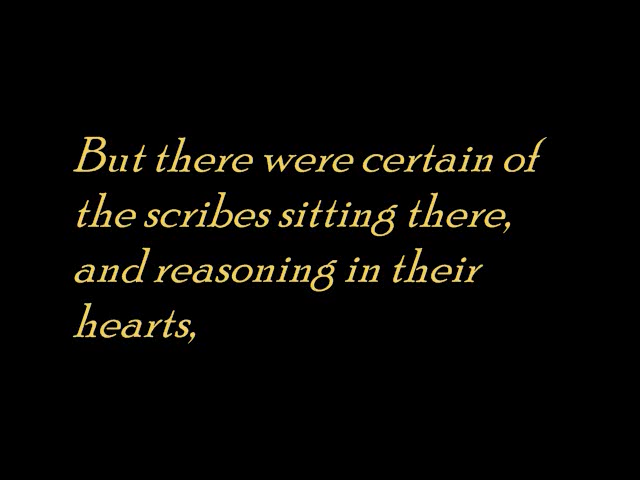 But there were certain of
the scribes sitting there,
and reasoning in their
hearts,